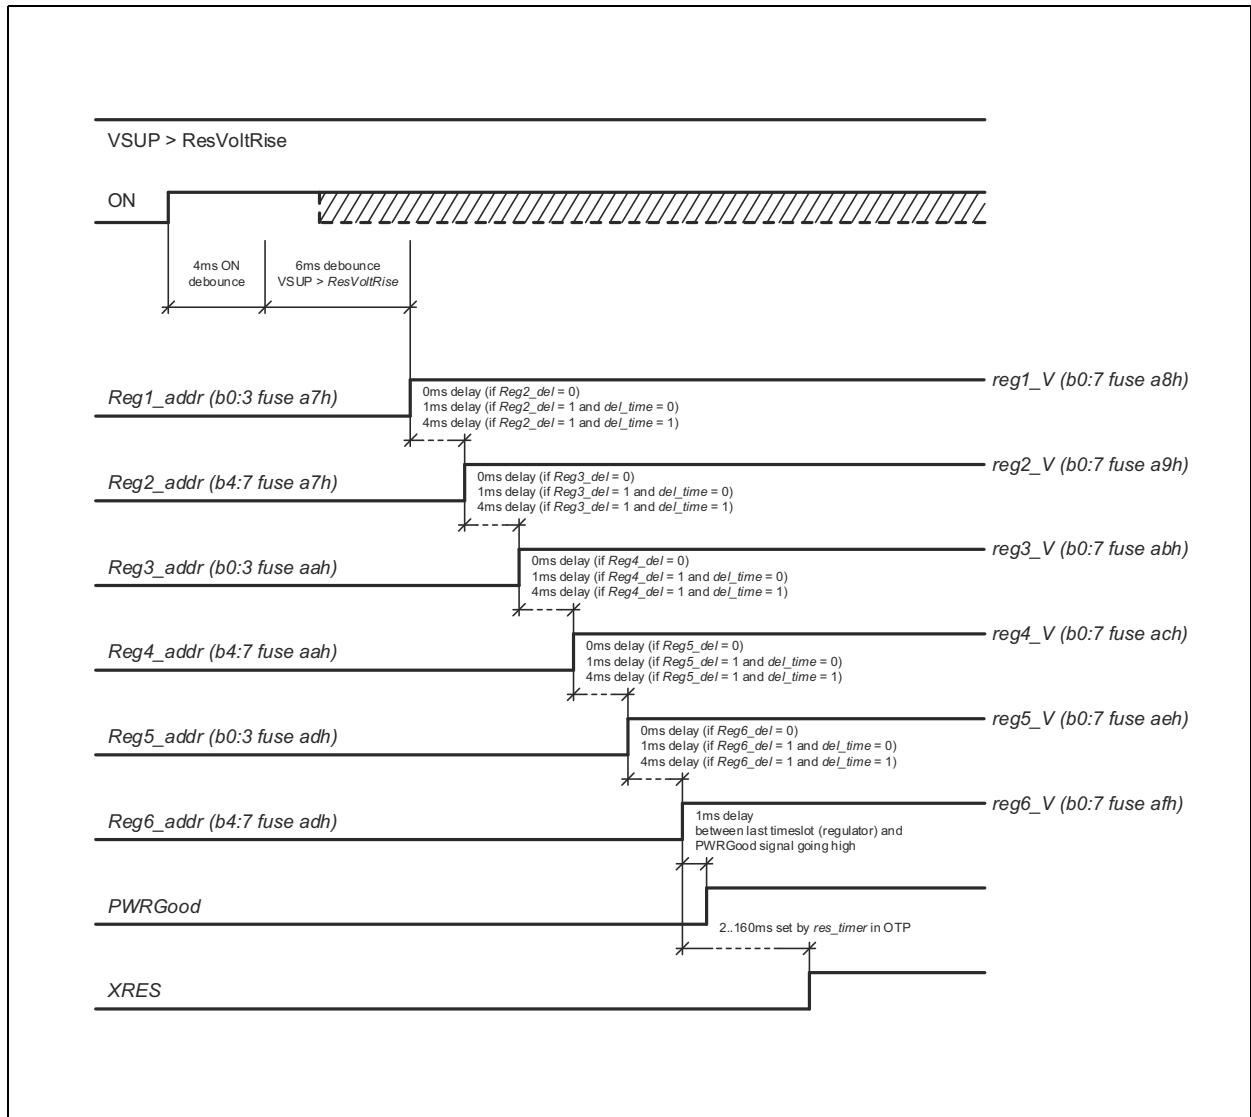 VSUP > ResVoltRise
ON
4ms ON
debounce
6ms debounce
VSUP > ResVoltRise
Reg1_addr (b0:3 fuse a7h)
0ms delay (if Reg2_del = 0)
1ms delay (if Reg2_del = 1 and del_time = 0)
4ms delay (if Reg2_del = 1 and del_time = 1)
reg1_V (b0:7 fuse a8h)
Reg2_addr (b4:7 fuse a7h)
0ms delay (if Reg3_del = 0)
1ms delay (if Reg3_del = 1 and del_time = 0)
4ms delay (if Reg3_del = 1 and del_time = 1)
reg2_V (b0:7 fuse a9h)
Reg3_addr (b0:3 fuse aah)
0ms delay (if Reg4_del = 0)
1ms delay (if Reg4_del = 1 and del_time = 0)
4ms delay (if Reg4_del = 1 and del_time = 1)
reg3_V (b0:7 fuse abh)
Reg4_addr (b4:7 fuse aah)
0ms delay (if Reg5_del = 0)
1ms delay (if Reg5_del = 1 and del_time = 0)
4ms delay (if Reg5_del = 1 and del_time = 1)
reg4_V (b0:7 fuse ach)
Reg5_addr (b0:3 fuse adh)
0ms delay (if Reg6_del = 0)
1ms delay (if Reg6_del = 1 and del_time = 0)
4ms delay (if Reg6_del = 1 and del_time = 1)
reg5_V (b0:7 fuse aeh)
Reg6_addr (b4:7 fuse adh)
1ms delay
between last timeslot (regulator) and
PWRGood signal going high
reg6_V (b0:7 fuse afh)
PWRGood
2..160ms set by res_timer in OTP
XRES